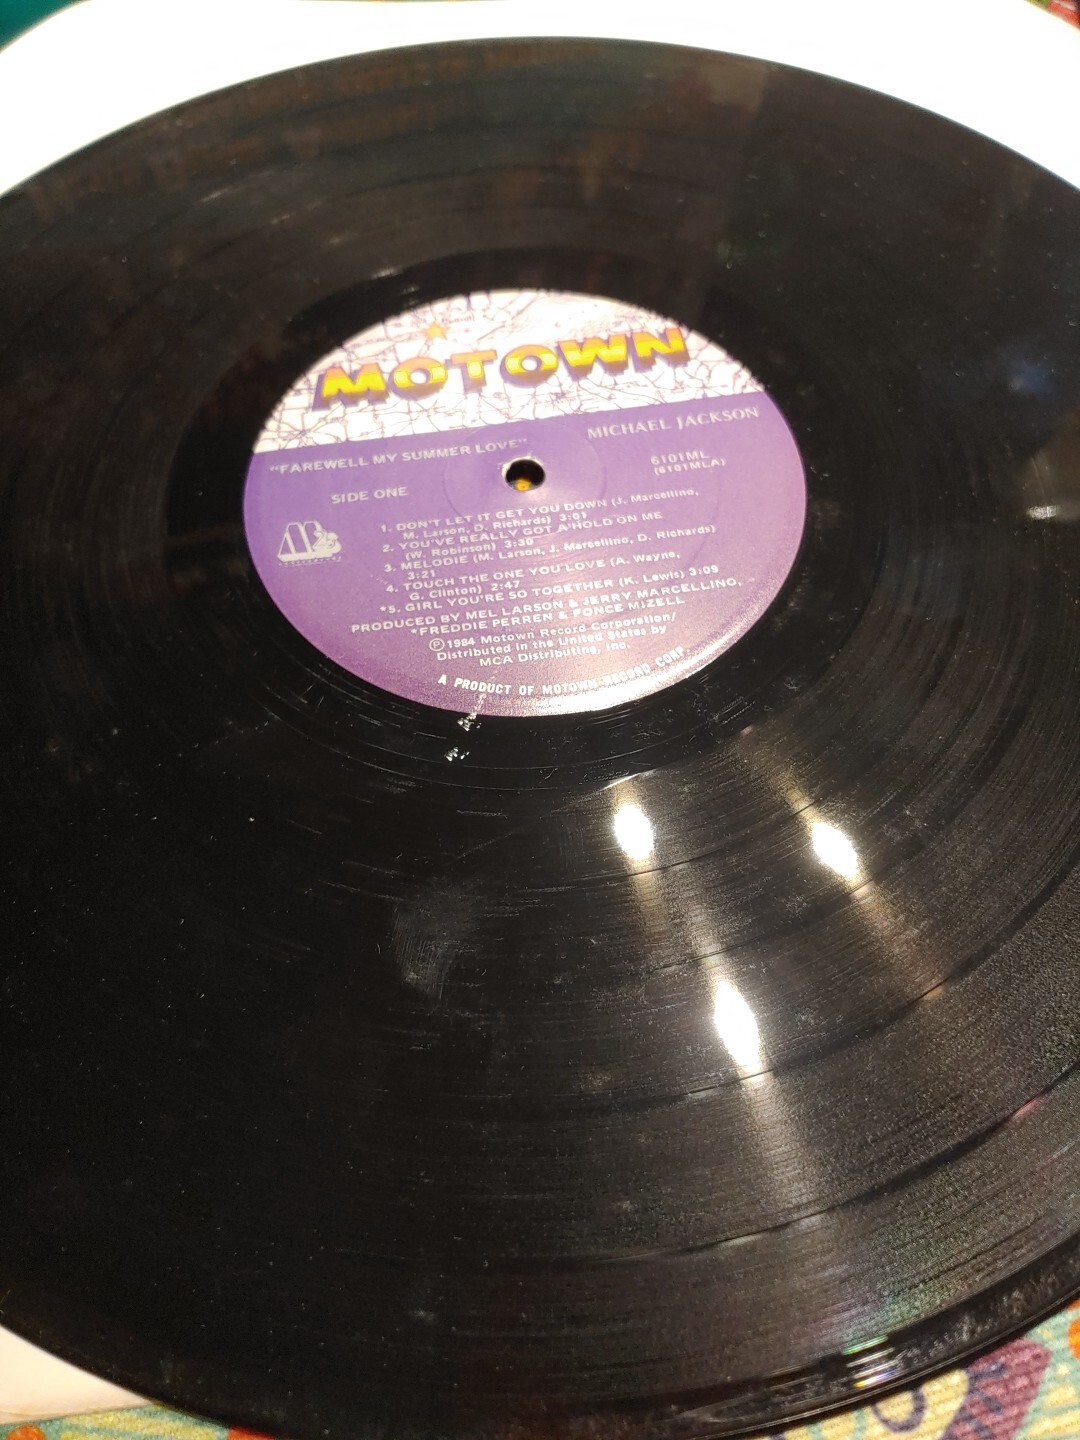 MOTOWN
"FAREWELL MY SUMMER LOVE"
MICHAEL JACKSON
SIDE ONE
6101ML
(6101MLA)
1. DON'T LET IT GET YOU DOWN (J. Marcellino,
M. Larson, D. Richards) 3:01
2. YOU'VE REALLY GOT A'HOLD ON ME
(W. Robinson) 3:30
3. MELODIE (M. Larson, J. Marcellino, D. Richards)
3:21
4. TOUCH THE ONE YOU LOVE (A. Wayne,
G. Clinton) 2:47
*5. GIRL YOU'RE SO TOGETHER (K. Lewis) 3:09
PRODUCED BY MEL LARSON & JERRY MARCELLINO,
*FREDDIE PERREN & FONCE MIZELL
Ⓟ1984 Motown Record Corporation/
Distributed in the United States by
MCA Distributing, Inc.
A PRODUCT OF MOTOWN RECORD CORP.